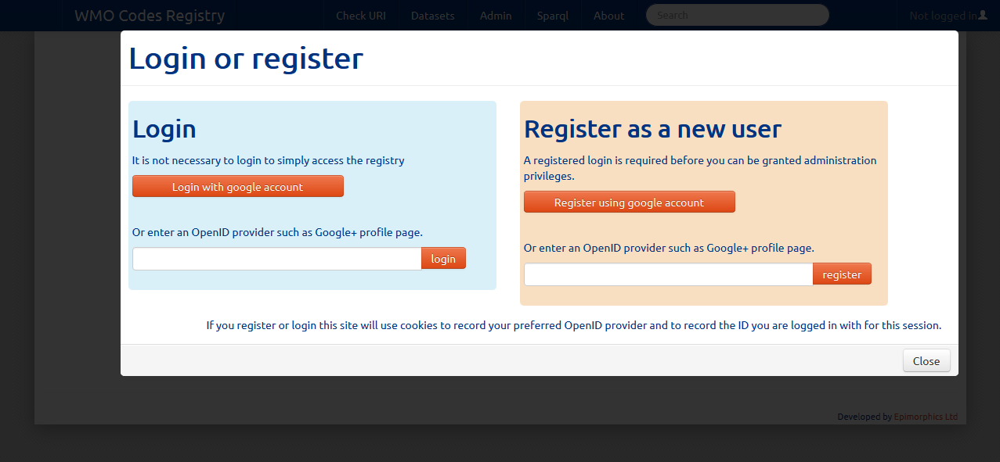 WMO Codes Registry Check URI Datasets Admin Sparql About Search Not logged in
Login or register
Login
It is not necessary to login to simply access the registry
Login with google account
Or enter an OpenID provider such as Google+ profile page.
login
Register as a new user
A registered login is required before you can be granted administration
privileges.
Register using google account
Or enter an OpenID provider such as Google+ profile page.
register
If you register or login this site will use cookies to record your preferred OpenID provider and to record the ID you are logged in with for this session.
Close
Developed by Epimorphics Ltd